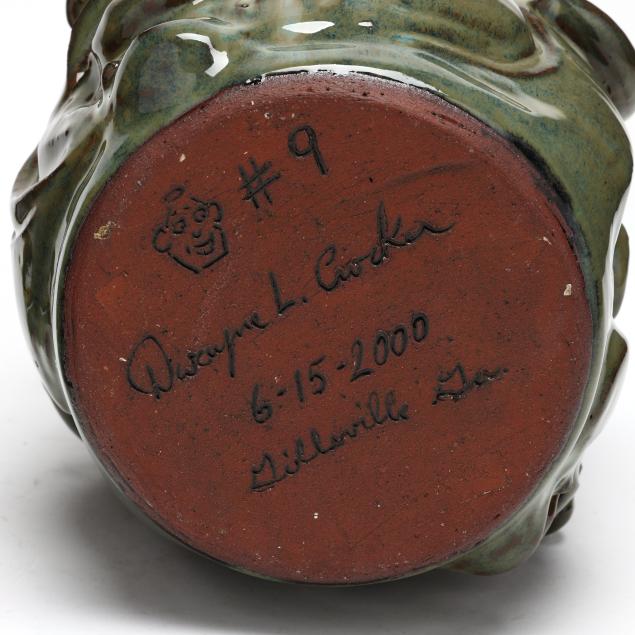 # 9
Dwayne L. Crocker
6-15-2000
Gillsville Ga.